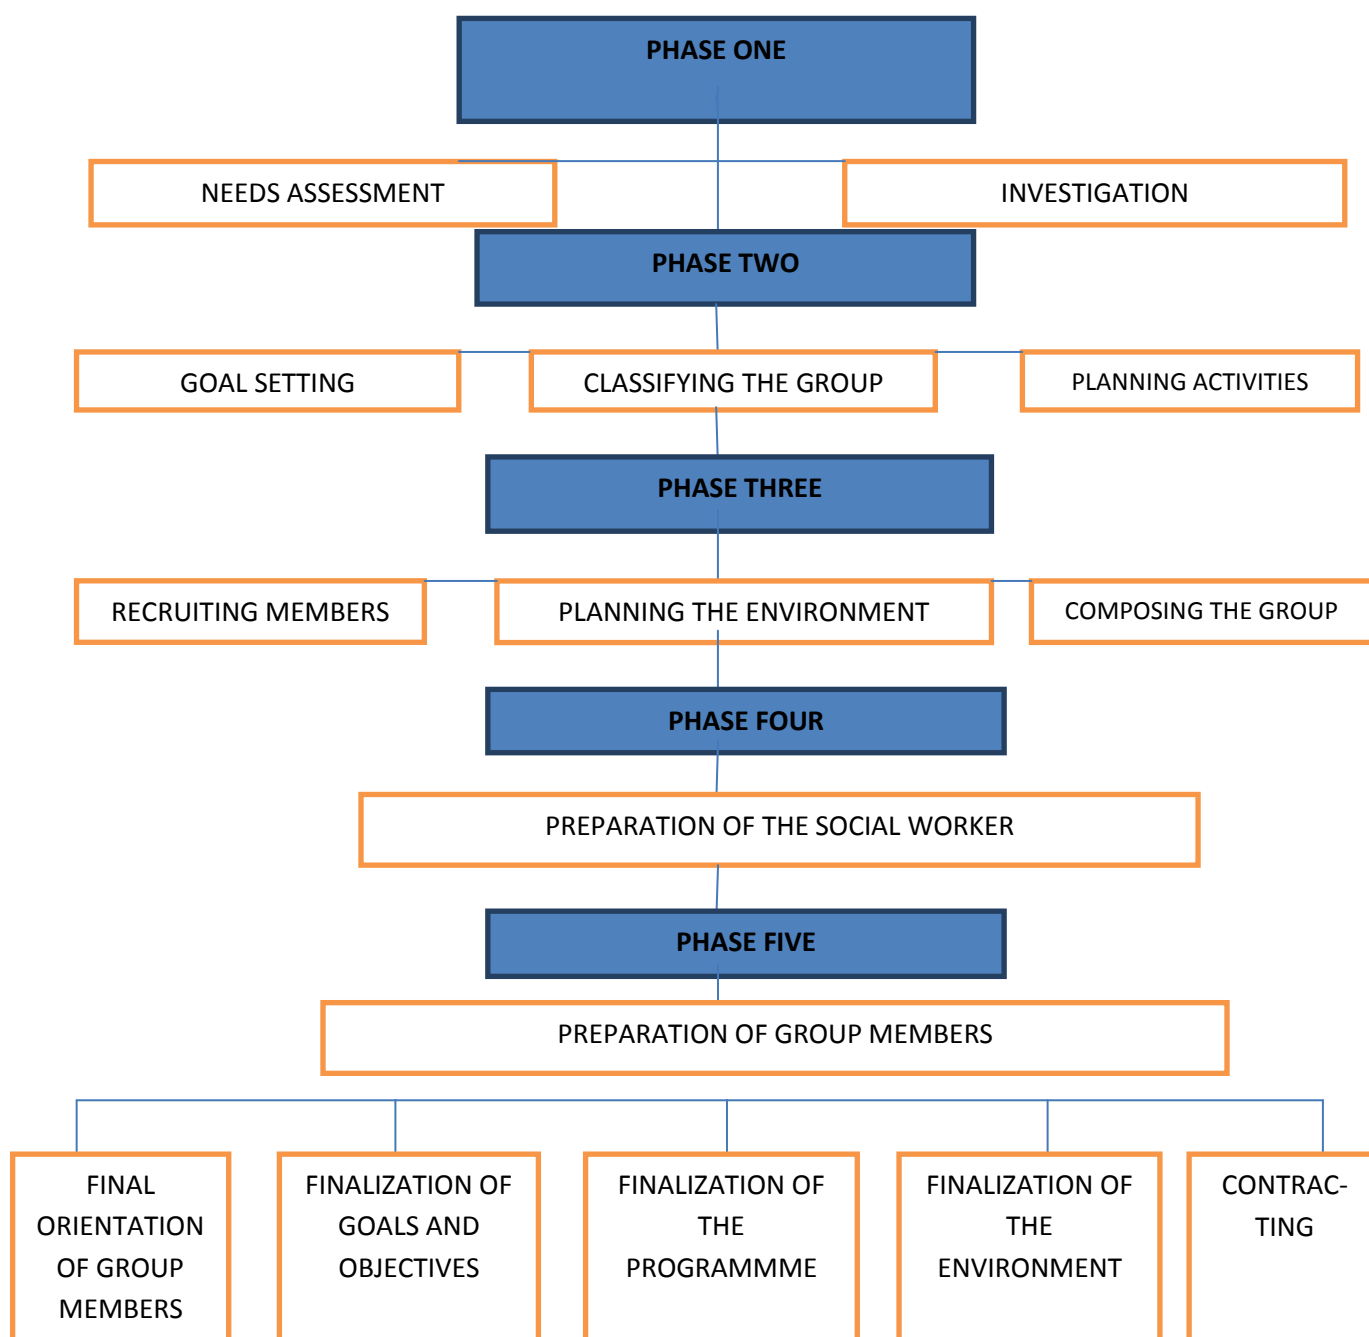 PHASE ONE
NEEDS ASSESSMENT
INVESTIGATION
PHASE TWO
GOAL SETTING
CLASSIFYING THE GROUP
PLANNING ACTIVITIES
PHASE THREE
RECRUITING MEMBERS
PLANNING THE ENVIRONMENT
COMPOSING THE GROUP
PHASE FOUR
PREPARATION OF THE SOCIAL WORKER
PHASE FIVE
PREPARATION OF GROUP MEMBERS
FINAL
ORIENTATION
OF GROUP
MEMBERS
FINALIZATION OF
GOALS AND
OBJECTIVES
FINALIZATION OF
THE
PROGRAMMME
FINALIZATION OF
THE
ENVIRONMENT
CONTRAC-
TING